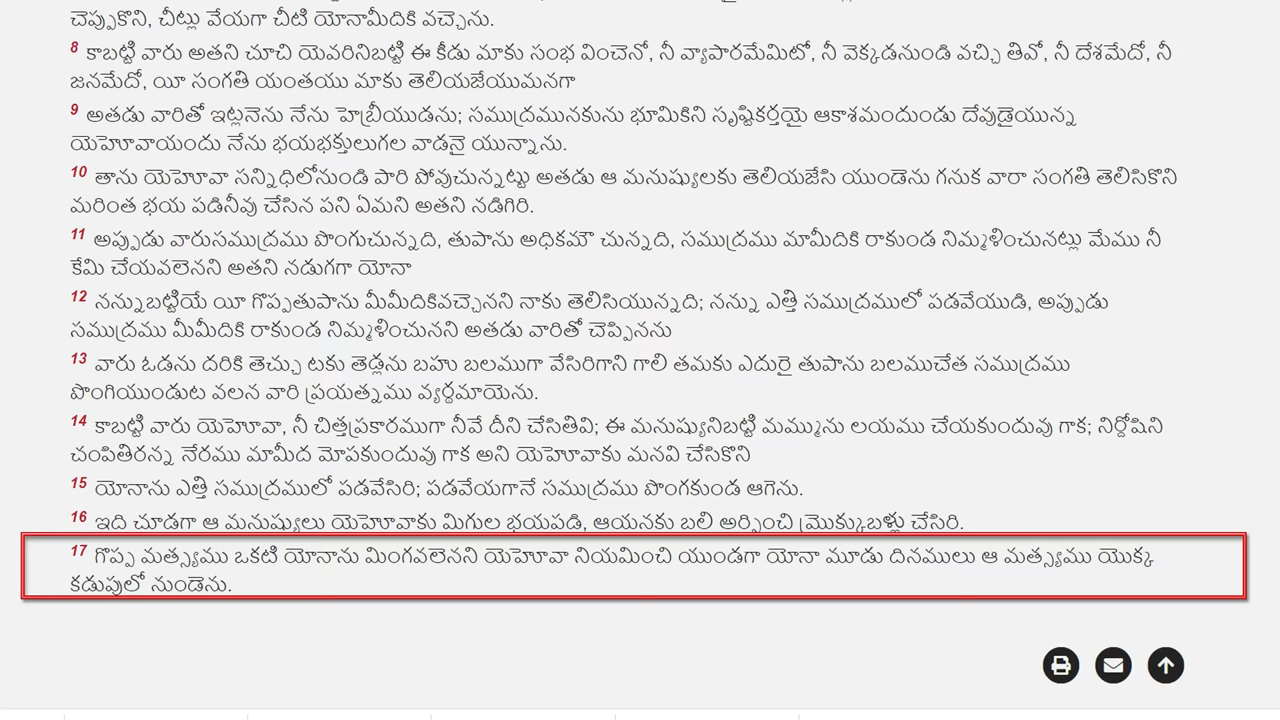 చెప్పుకొని, చీట్లు వేయగా చీటి యోనామీదికి వచ్చెను.
8 కాబట్టి వారు అతని చూచి యెవరినిబట్టి ఈ కీడు మాకు సంభ వించెనో, నీ వ్యాపారమేమిటో, నీ వెక్కడనుండి వచ్చి తివో, నీ దేశమేదో, నీ
జనమేదో, యీ సంగతి యంతయు మాకు తెలియజేయుమనగా
9 అతడు వారితో ఇట్లనెను నేను హెబ్రీయుడను; సముద్రమునకును భూమికిని సృష్టికర్తయై ఆకాశమందుండు దేవుడైయున్న
యెహోవాయందు నేను భయభక్తులుగల వాడనై యున్నాను.
10 తాను యెహోవా సన్నిధిలోనుండి పారి పోవుచున్నట్టు అతడు ఆ మనుష్యులకు తెలియజేసి యుండెను గనుక వారా సంగతి తెలిసికొని
మరింత భయ పడినీవు చేసిన పని ఏమని అతని నడిగిరి.
11 అప్పుడు వారుసముద్రము పొంగుచున్నది, తుపాను అధికమౌ చున్నది, సముద్రము మామీదికి రాకుండ నిమ్మళించునట్లు మేము నీ
కేమి చేయవలెనని అతని నడుగగా యోనా
12 నన్నుబట్టియే యీ గొప్పతుపాను మీమీదికివచ్చెనని నాకు తెలిసియున్నది; నన్ను ఎత్తి సముద్రములో పడవేయుడి, అప్పుడు
సముద్రము మీమీదికి రాకుండ నిమ్మళించునని అతడు వారితో చెప్పినను
13 వారు ఓడను దరికి తెచ్చు టకు తెడ్లను బహు బలముగా వేసిరిగాని గాలి తమకు ఎదురై తుపాను బలముచేత సముద్రము
పొంగియుండుట వలన వారి ప్రయత్నము వ్యర్థమాయెను.
14 కాబట్టి వారు యెహోవా, నీ చిత్తప్రకారముగా నీవే దీని చేసితివి; ఈ మనుష్యునిబట్టి మమ్మును లయము చేయకుందువు గాక; నిర్దోషిని
చంపితిరన్న నేరము మామీద మోపకుందువు గాక అని యెహోవాకు మనవి చేసికొని
15 యోనాను ఎత్తి సముద్రములో పడవేసిరి; పడవేయగానే సముద్రము పొంగకుండ ఆగెను.
16 ఇది చూడగా ఆ మనుష్యులు యెహోవాకు మిగుల భయపడి, ఆయనకు బలి అర్పించి మ్రొక్కుబళ్లు చేసిరి.
17 గొప్ప మత్స్యము ఒకటి యోనాను మింగవలెనని యెహోవా నియమించి యుండగా యోనా మూడు దినములు ఆ మత్స్యము యొక్క
కడుపులో నుండెను.